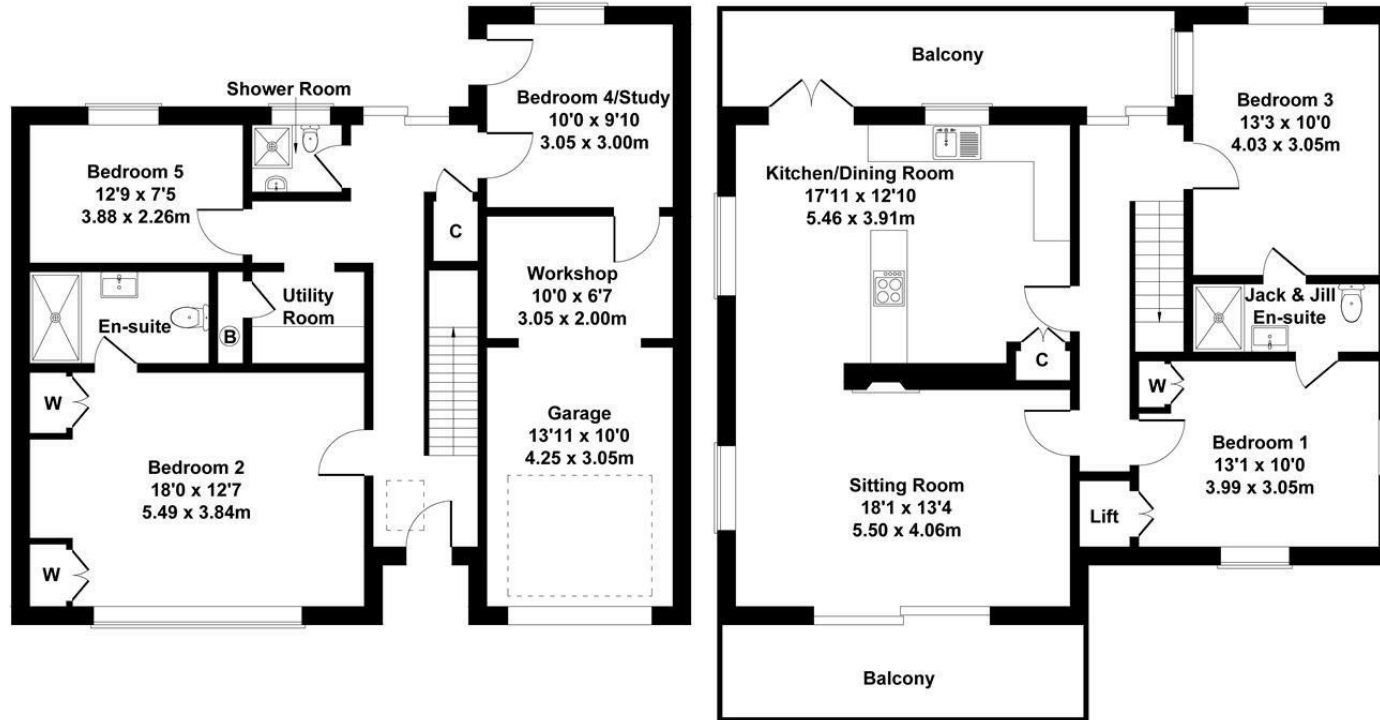 Shower Room
Bedroom 5
12'9 x 7'5
3.88 x 2.26m
Bedroom 4/Study
10'0 x 9'10
3.05 x 3.00m
C
Workshop
10'0 x 6'7
3.05 x 2.00m
En-suite
B
Utility
Room
W
Bedroom 2
18'0 x 12'7
5.49 x 3.84m
W
Garage
13'11 x 10'0
4.25 x 3.05m
Balcony
Bedroom 3
13'3 x 10'0
4.03 x 3.05m
Kitchen/Dining Room
17'11 x 12'10
5.46 x 3.91m
Jack & Jill
En-suite
C
W
Bedroom 1
13'1 x 10'0
3.99 x 3.05m
Sitting Room
18'1 x 13'4
5.50 x 4.06m
Lift
Balcony